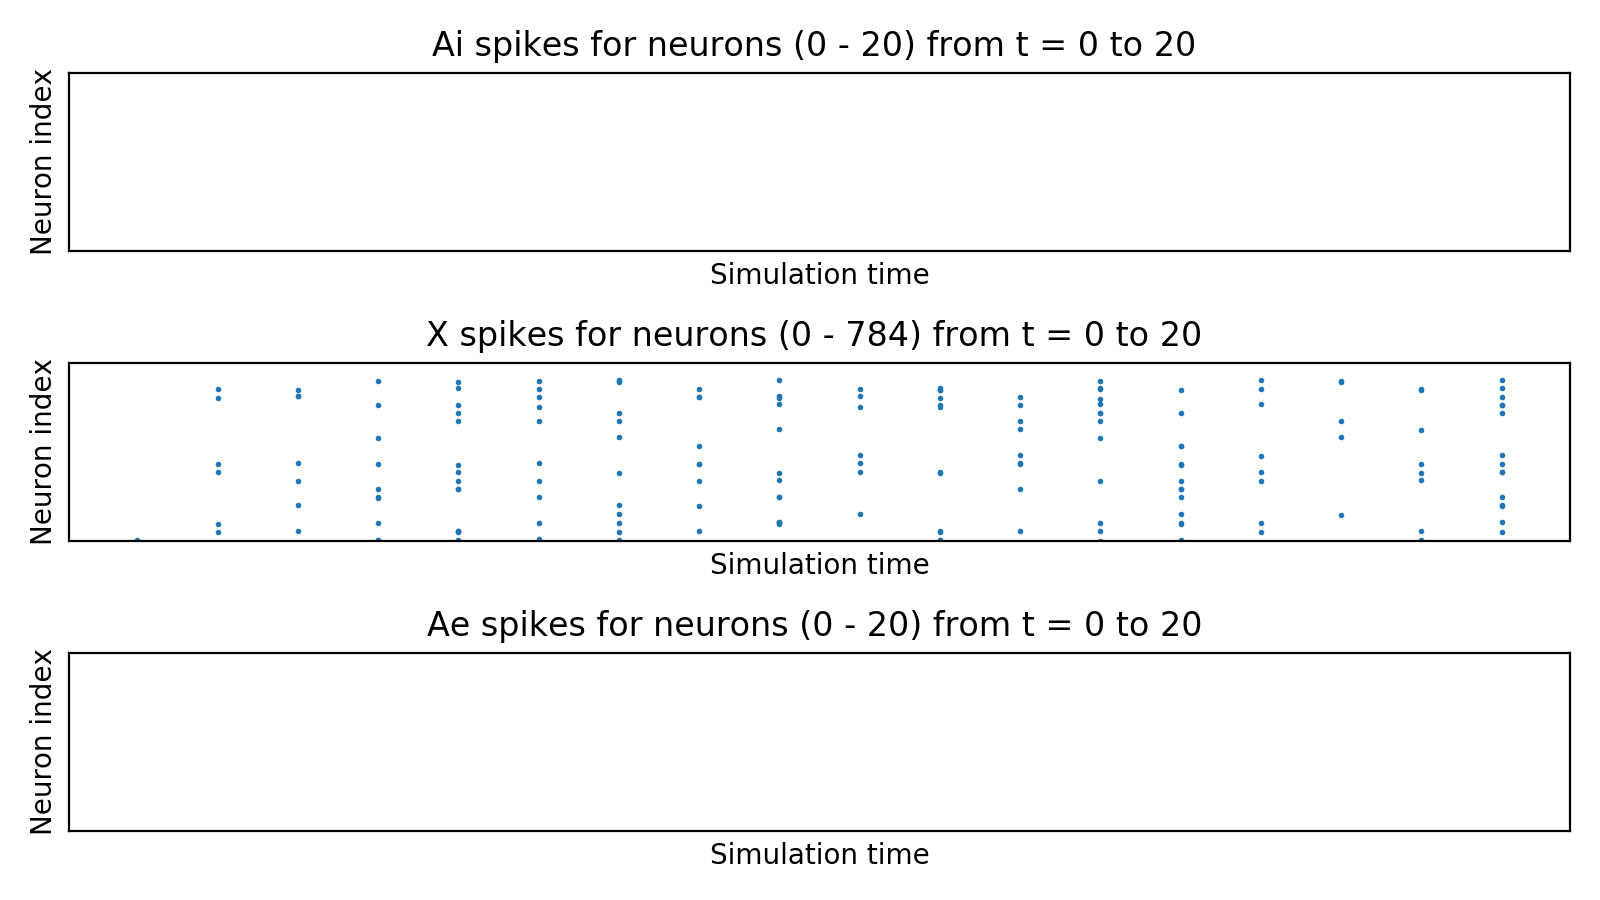 Ai spikes for neurons (0 - 20) from t = 0 to 20
Neuron index
Simulation time
X spikes for neurons (0 - 784) from t = 0 to 20
Neuron index
Simulation time
Ae spikes for neurons (0 - 20) from t = 0 to 20
Neuron index
Simulation time